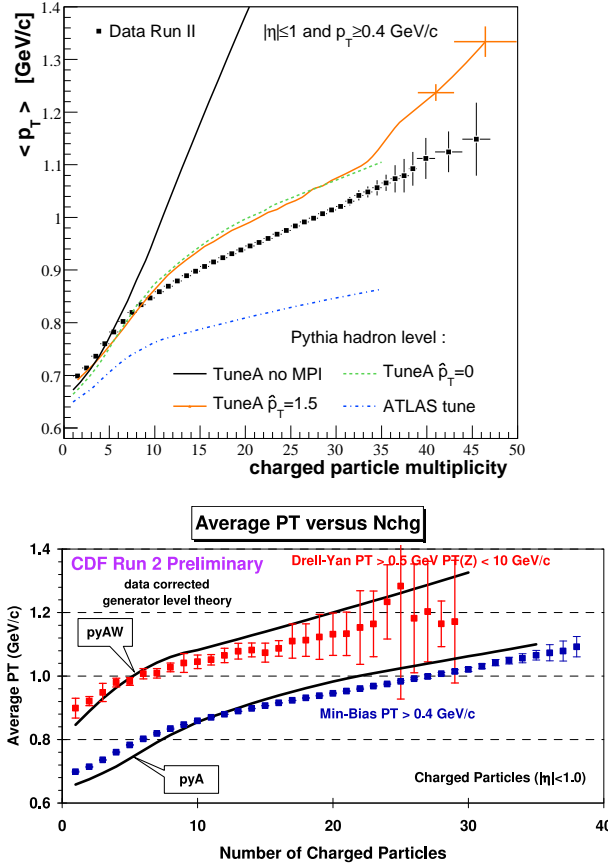 1.4
1.3
1.2
1.1
1
0.9
0.8
0.7
0.6
< p_T > [GeV/c]
Data Run II
|η|≤1 and p_T≥0.4 GeV/c
Pythia hadron level :
TuneA no MPI
TuneA p̂_T=0
TuneA p̂_T=1.5
ATLAS tune
0 5 10 15 20 25 30 35 40 45 50
charged particle multiplicity
Average PT versus Nchg
1.4
1.2
1.0
0.8
0.6
Average PT (GeV/c)
CDF Run 2 Preliminary
data corrected
generator level theory
Drell-Yan PT > 0.5 GeV PT(Z) < 10 GeV/c
pyAW
Min-Bias PT > 0.4 GeV/c
pyA
Charged Particles (|η|<1.0)
0 10 20 30 40
Number of Charged Particles